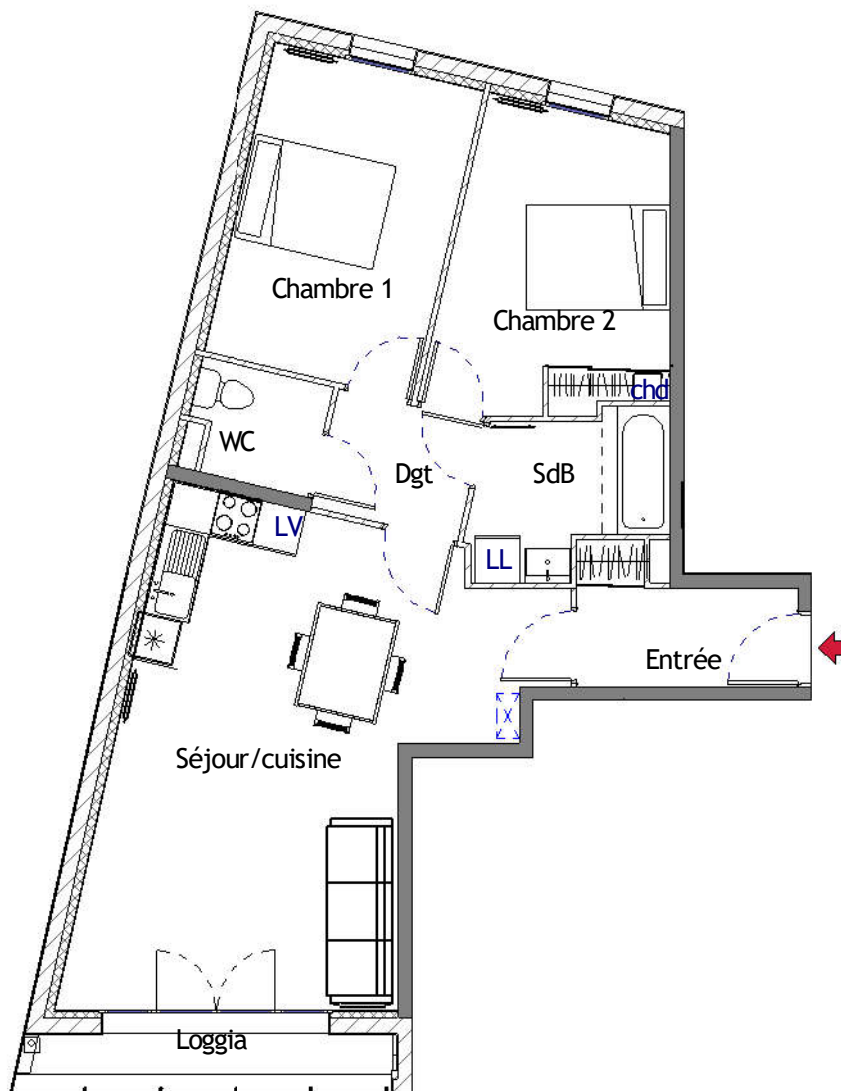 Chambre 1
Chambre 2
chd
WC
Dgt
SdB
LV
LL
Entrée
Séjour/cuisine
Loggia